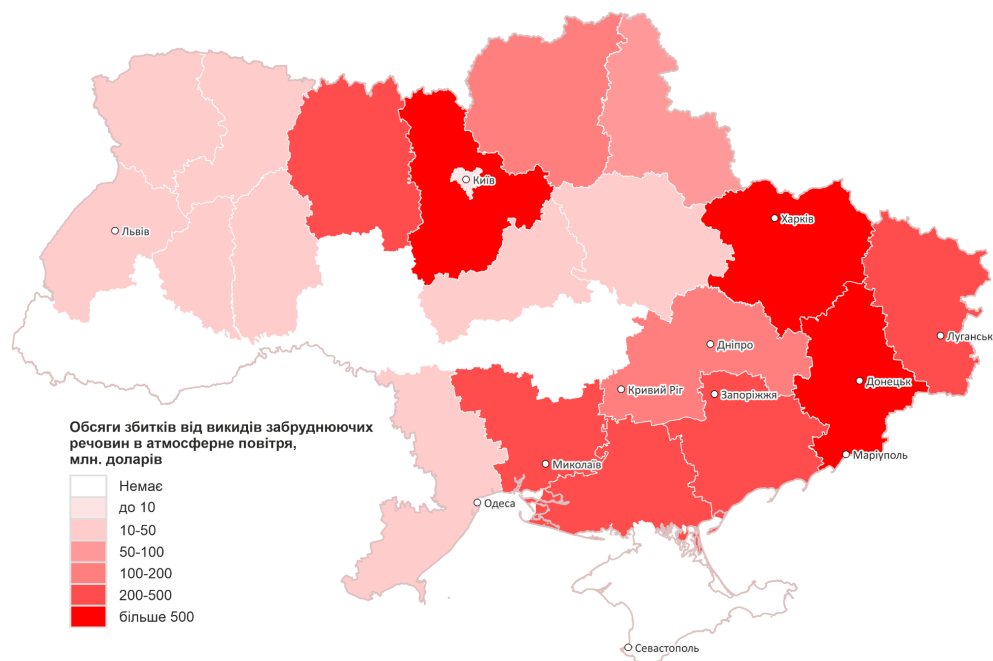 Київ
Харків
Львів
Луганськ
Дніпро
Донецьк
Кривий Ріг
Запоріжжя
Маріуполь
Миколаїв
Одеса
Севастополь
Обсяги збитків від викидів забруднюючих
речовин в атмосферне повітря,
млн. доларів
Немає
до 10
10-50
50-100
100-200
200-500
більше 500